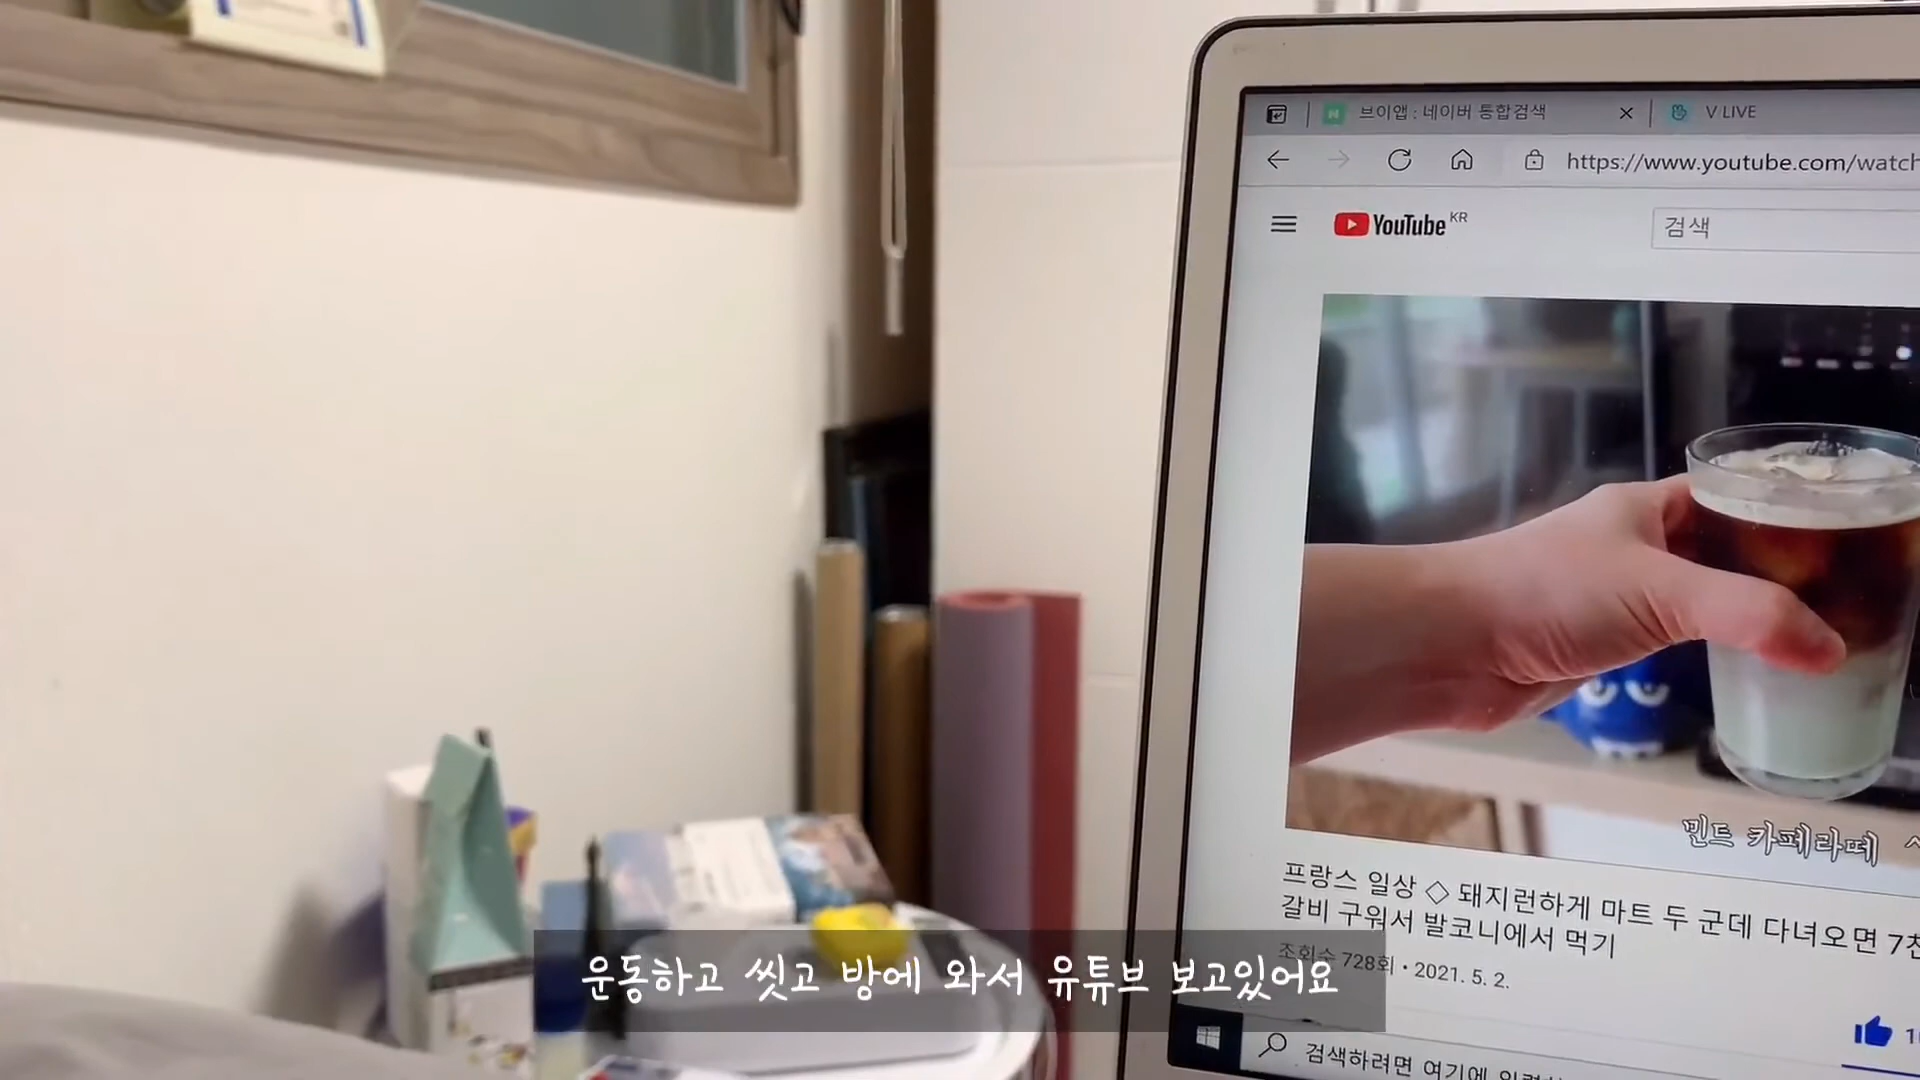 브이앱 : 네이버 통합검색
V LIVE
https://www.youtube.com/watch
YouTube KR
검색
민트 카페라떼
프랑스 일상 ◇ 돼지런하게 마트 두 군데 다녀오면 7천
갈비 구워서 발코니에서 먹기
조회수 728회 • 2021. 5. 2.
운동하고 씻고 방에 와서 유튜브 보고있어요
검색하려면 여기에